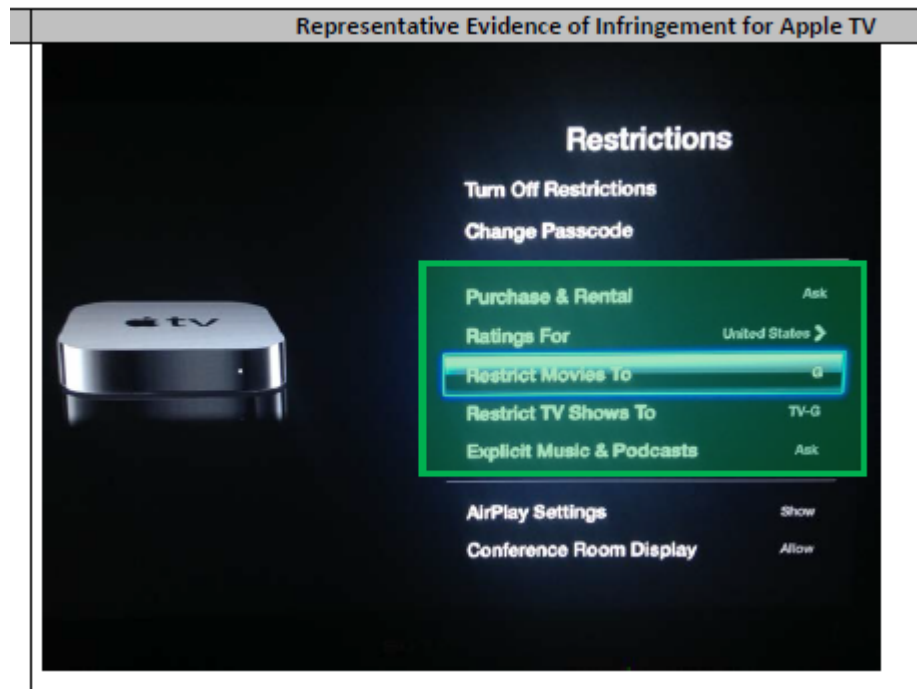 Representative Evidence of Infringement for Apple TV
Restrictions
Turn Off Restrictions
Change Passcode
Purchase & Rental Ask
Ratings For United States >
Restrict Movies To G
Restrict TV Shows To TV-G
Explicit Music & Podcasts Ask
tv
AirPlay Settings Show
Conference Room Display Allow